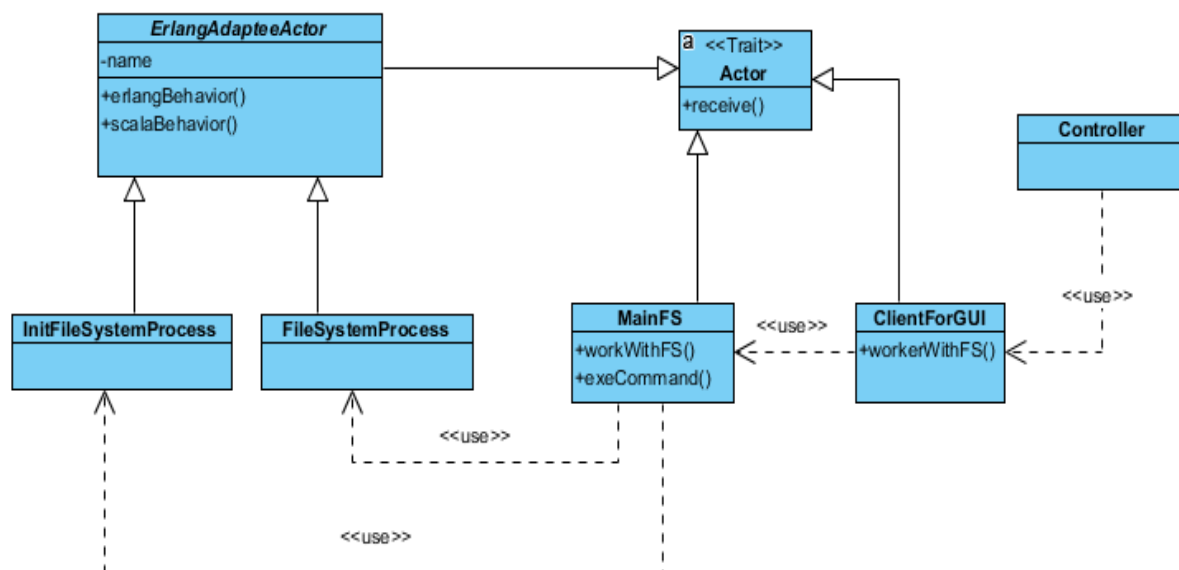 ErlangAdapteeActor
-name
+erlangBehavior()
+scalaBehavior()
a
<<Trait>>
Actor
+receive()
Controller
<<use>>
InitFileSystemProcess
FileSystemProcess
MainFS
+workWithFS()
+exeCommand()
<<use>>
ClientForGUI
+workerWithFS()
<<use>>
<<use>>